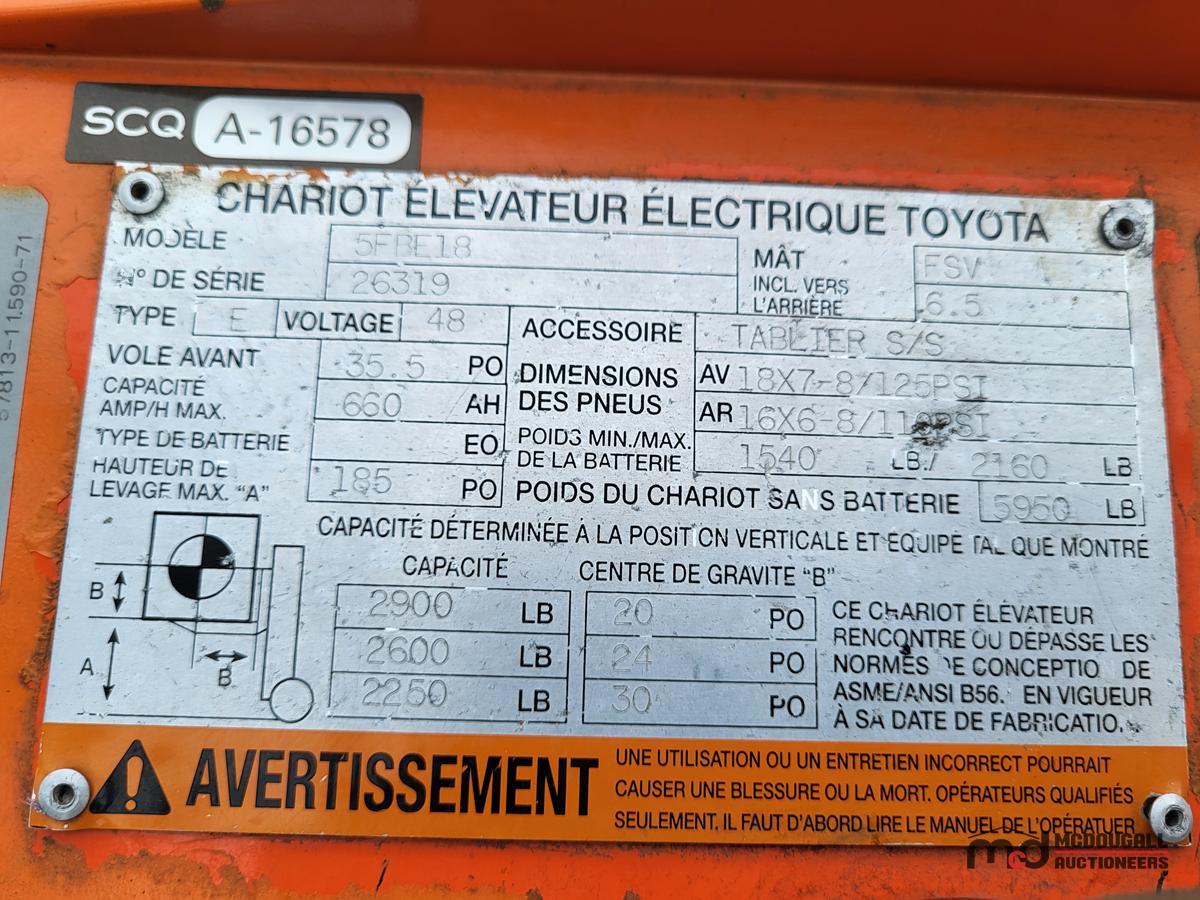 SCQ A-16578
57813-11590-71
CHARIOT ÉLÉVATEUR ÉLECTRIQUE TOYOTA
MODÈLE 5FBE18
N° DE SÉRIE 26319
MÂT FSV
INCL. VERS L'ARRIÈRE 6.5
TYPE E VOLTAGE 48
ACCESSOIRE TABLIER S/S
VOLE AVANT 35.5 PO
CAPACITÉ AMP/H MAX. 660 AH
TYPE DE BATTERIE EO
HAUTEUR DE LEVAGE MAX. "A" 185 PO
DIMENSIONS DES PNEUS
AV 18X7-8/125PSI
AR 16X6-8/110PSI
POIDS MIN./MAX. DE LA BATTERIE 1540 LB./ 2160 LB
POIDS DU CHARIOT SANS BATTERIE 5950 LB
CAPACITÉ DÉTERMINÉE À LA POSIT ON VERTICALE ET EQUIPE TAL QUE MONTRÉ
CAPACITÉ CENTRE DE GRAVITE "B"
2900 LB 20 PO
2600 LB 24 PO
2250 LB 30 PO
B
A
B
CE CHARIOT ÉLÉVATEUR
RENCONTRE OU DÉPASSE LES
NORMES DE CONCEPTIO DE
ASME/ANSI B56. EN VIGUEUR
À SA DATE DE FABRICATIO.
AVERTISSEMENT
UNE UTILISATION OU UN ENTRETIEN INCORRECT POURRAIT
CAUSER UNE BLESSURE OU LA MORT. OPÉRATEURS QUALIFIÉS
SEULEMENT. IL FAUT D'ABORD LIRE LE MANUEL DE L'OPÉRATUER.
mcd MCDOUGALL
AUCTIONEERS